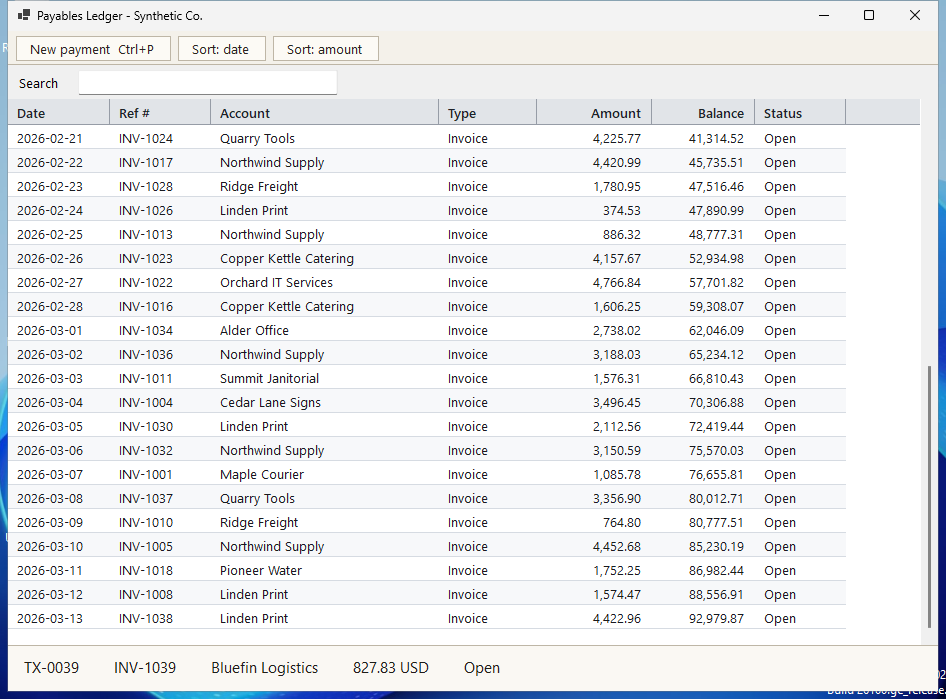 Payables Ledger - Synthetic Co.
New payment Ctrl+P Sort: date Sort: amount
Search
Date Ref # Account Type Amount Balance Status
2026-02-21 INV-1024 Quarry Tools Invoice 4,225.77 41,314.52 Open
2026-02-22 INV-1017 Northwind Supply Invoice 4,420.99 45,735.51 Open
2026-02-23 INV-1028 Ridge Freight Invoice 1,780.95 47,516.46 Open
2026-02-24 INV-1026 Linden Print Invoice 374.53 47,890.99 Open
2026-02-25 INV-1013 Northwind Supply Invoice 886.32 48,777.31 Open
2026-02-26 INV-1023 Copper Kettle Catering Invoice 4,157.67 52,934.98 Open
2026-02-27 INV-1022 Orchard IT Services Invoice 4,766.84 57,701.82 Open
2026-02-28 INV-1016 Copper Kettle Catering Invoice 1,606.25 59,308.07 Open
2026-03-01 INV-1034 Alder Office Invoice 2,738.02 62,046.09 Open
2026-03-02 INV-1036 Northwind Supply Invoice 3,188.03 65,234.12 Open
2026-03-03 INV-1011 Summit Janitorial Invoice 1,576.31 66,810.43 Open
2026-03-04 INV-1004 Cedar Lane Signs Invoice 3,496.45 70,306.88 Open
2026-03-05 INV-1030 Linden Print Invoice 2,112.56 72,419.44 Open
2026-03-06 INV-1032 Northwind Supply Invoice 3,150.59 75,570.03 Open
2026-03-07 INV-1001 Maple Courier Invoice 1,085.78 76,655.81 Open
2026-03-08 INV-1037 Quarry Tools Invoice 3,356.90 80,012.71 Open
2026-03-09 INV-1010 Ridge Freight Invoice 764.80 80,777.51 Open
2026-03-10 INV-1005 Northwind Supply Invoice 4,452.68 85,230.19 Open
2026-03-11 INV-1018 Pioneer Water Invoice 1,752.25 86,982.44 Open
2026-03-12 INV-1008 Linden Print Invoice 1,574.47 88,556.91 Open
2026-03-13 INV-1038 Linden Print Invoice 4,422.96 92,979.87 Open
TX-0039 INV-1039 Bluefin Logistics 827.83 USD Open